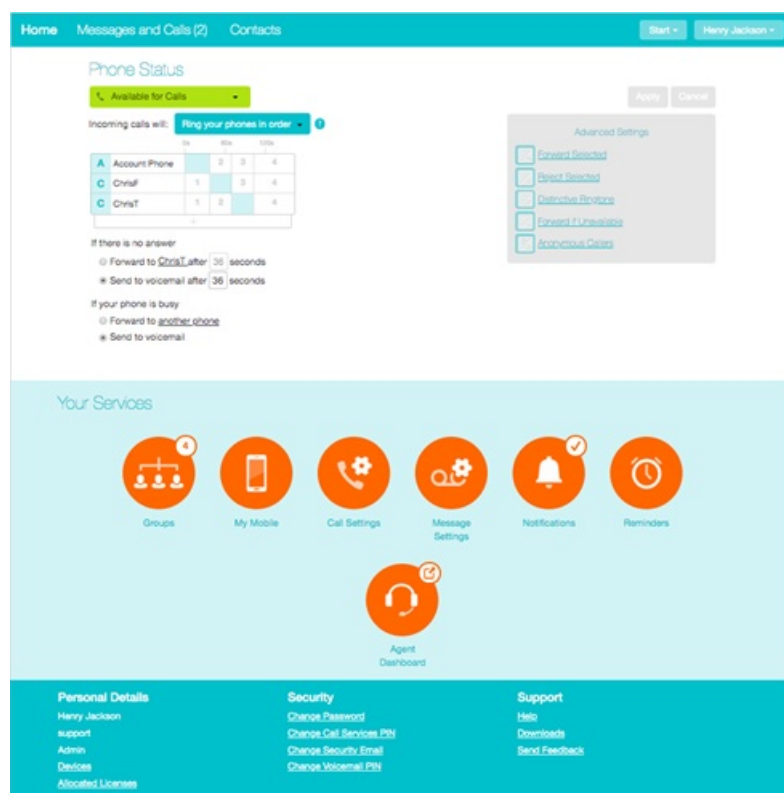 Home Messages and Calls (2) Contacts Start Henry Jackson
Phone Status
Available for Calls
Apply Cancel
Incoming calls will: Ring your phones in order
Advanced Settings
0s 60s 120s
A Account Phone 2 3 4
C ChrisF 1 3 4
C ChrisT 1 2 4
Forward Selected
Reject Selected
Distinctive Ringtone
Forward if Unavailable
Anonymous Callers
If there is no answer
Forward to ChrisT after 36 seconds
Send to voicemail after 36 seconds
If your phone is busy
Forward to another phone
Send to voicemail
Your Services
4
Groups
My Mobile
Call Settings
Message
Settings
Notifications
Reminders
Agent
Dashboard
Personal Details
Henry Jackson
support
Admin
Devices
Allocated Licenses
Security
Change Password
Change Call Services PIN
Change Security Email
Change Voicemail PIN
Support
Help
Downloads
Send Feedback